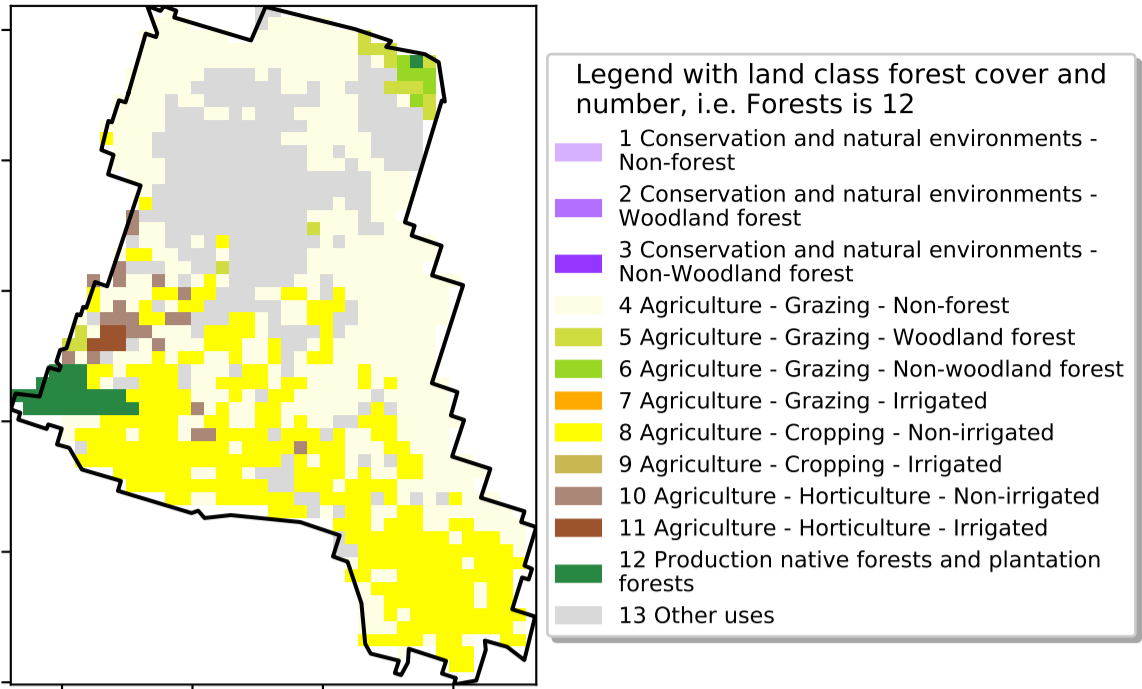 Legend with land class forest cover and
number, i.e. Forests is 12
1 Conservation and natural environments -
Non-forest
2 Conservation and natural environments -
Woodland forest
3 Conservation and natural environments -
Non-Woodland forest
4 Agriculture - Grazing - Non-forest
5 Agriculture - Grazing - Woodland forest
6 Agriculture - Grazing - Non-woodland forest
7 Agriculture - Grazing - Irrigated
8 Agriculture - Cropping - Non-irrigated
9 Agriculture - Cropping - Irrigated
10 Agriculture - Horticulture - Non-irrigated
11 Agriculture - Horticulture - Irrigated
12 Production native forests and plantation
forests
13 Other uses